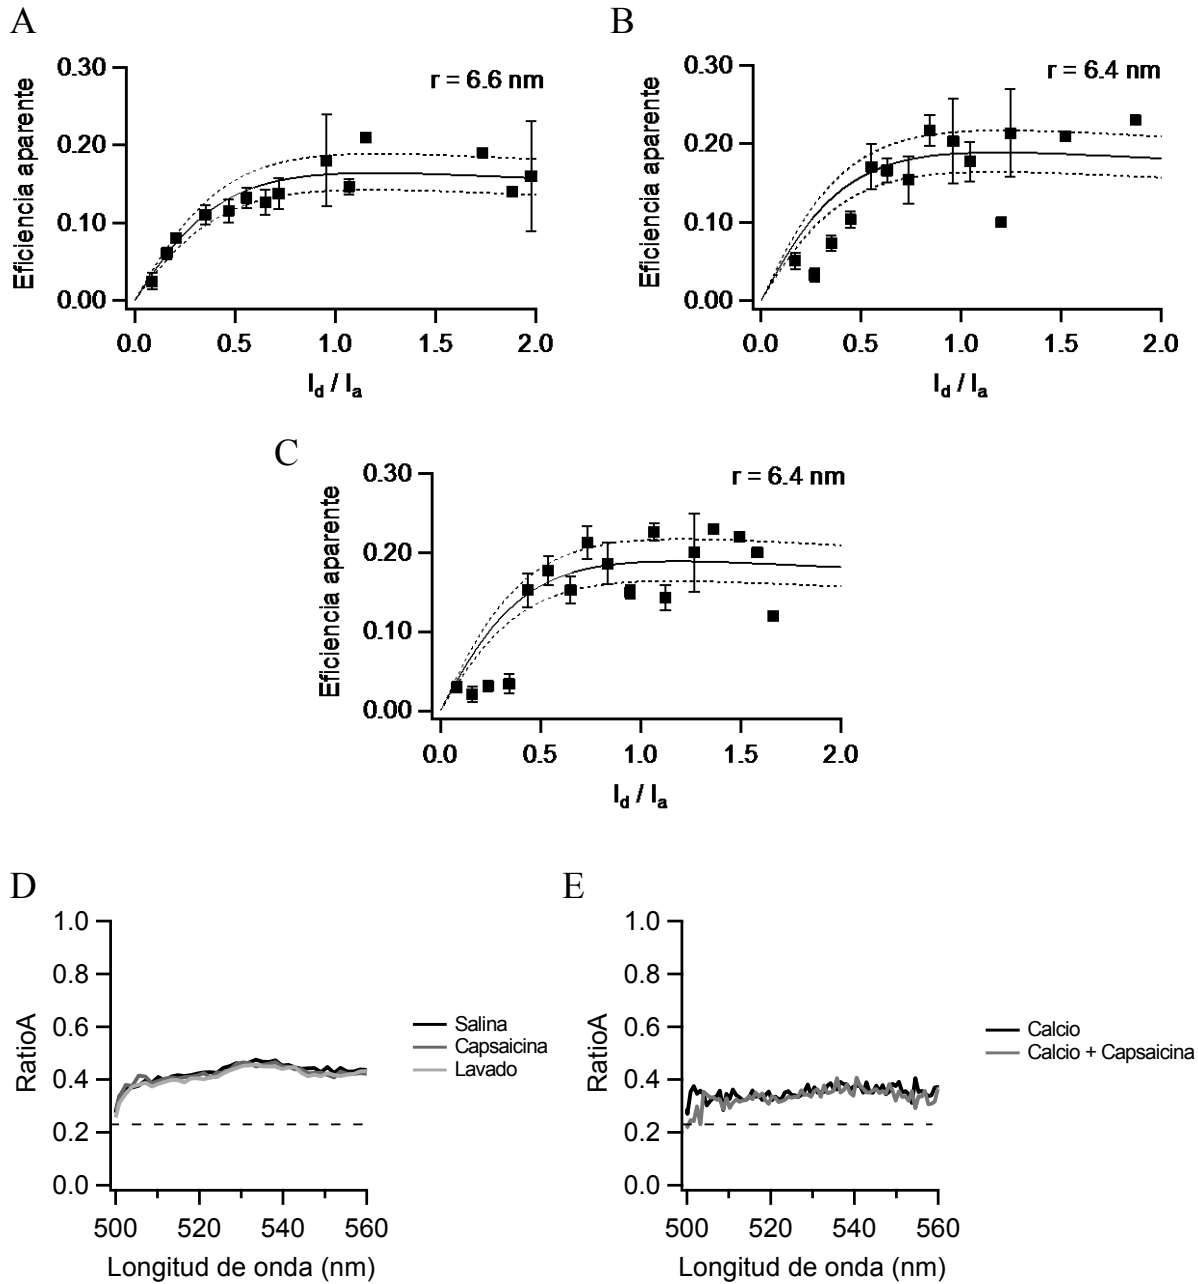 A
Eficiencia aparente
0.30
0.20
0.10
0.00
r = 6.6 nm
0.0 0.5 1.0 1.5 2.0
I_d / I_a
B
Eficiencia aparente
0.30
0.20
0.10
0.00
r = 6.4 nm
0.0 0.5 1.0 1.5 2.0
I_d / I_a
C
Eficiencia aparente
0.30
0.20
0.10
0.00
r = 6.4 nm
0.0 0.5 1.0 1.5 2.0
I_d / I_a
D
RatioA
1.0
0.8
0.6
0.4
0.2
0.0
Salina
Capsaicina
Lavado
500 520 540 560
Longitud de onda (nm)
E
RatioA
1.0
0.8
0.6
0.4
0.2
0.0
Calcio
Calcio + Capsaicina
500 520 540 560
Longitud de onda (nm)